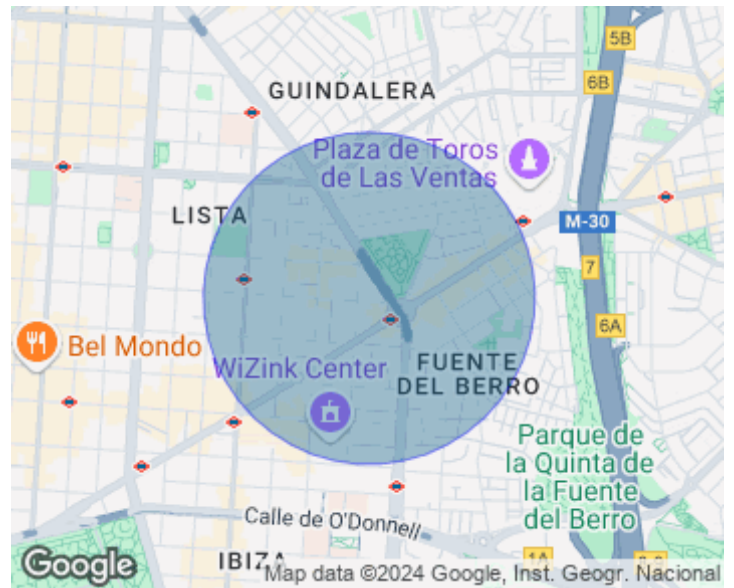 5B
6B
GUINDALERA
Plaza de Toros
de Las Ventas
LISTA
M-30
7
6A
Bel Mondo
WiZink Center
FUENTE
DEL BERRO
Parque de
la Quinta de
la Fuente
del Berro
Calle de O'Donnell
IBIZA
1A
Google
Map data ©2024 Google, Inst. Geogr. Nacional